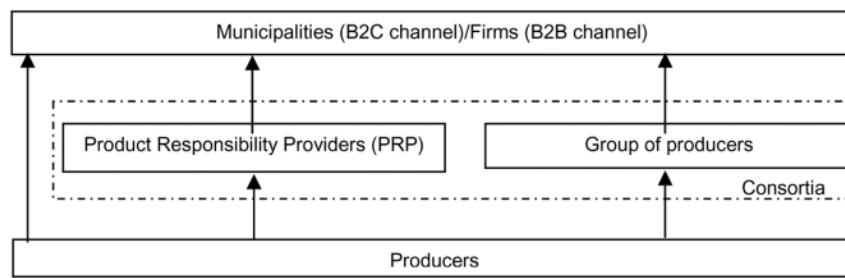 Municipalities (B2C channel)/Firms (B2B channel)
Product Responsibility Providers (PRP)
Group of producers
Consortia
Producers